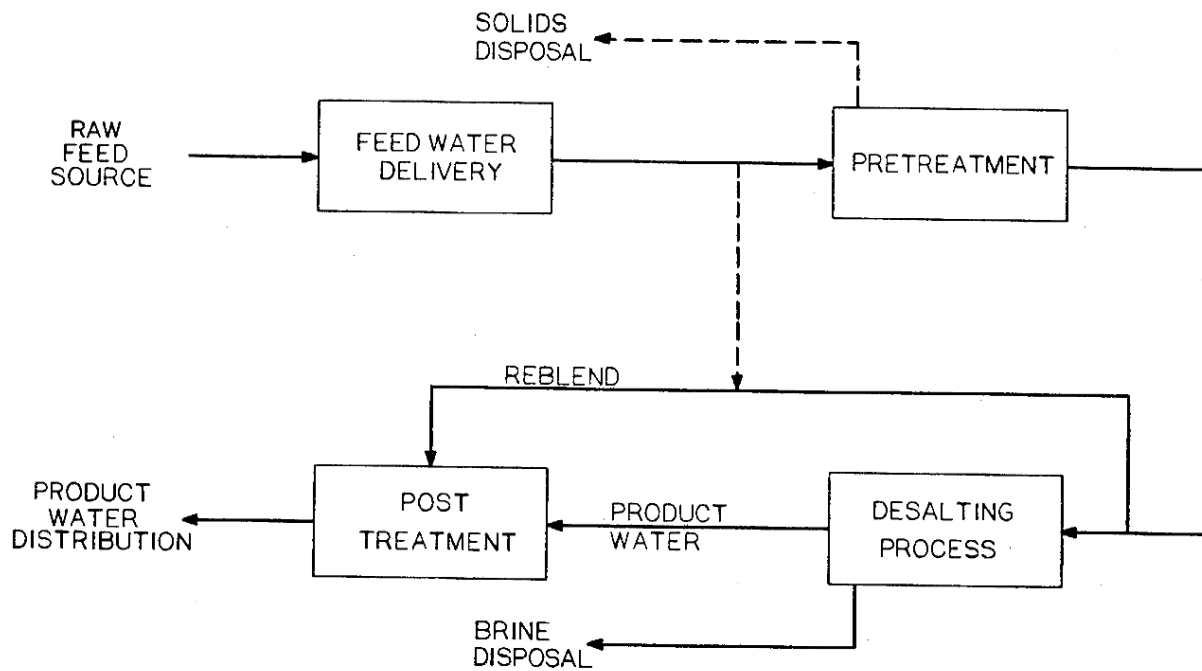 SOLIDS
DISPOSAL
RAW
FEED
SOURCE
FEED WATER
DELIVERY
PRETREATMENT
REBLEND
PRODUCT
WATER
DISTRIBUTION
POST
TREATMENT
PRODUCT
WATER
DESALTING
PROCESS
BRINE
DISPOSAL